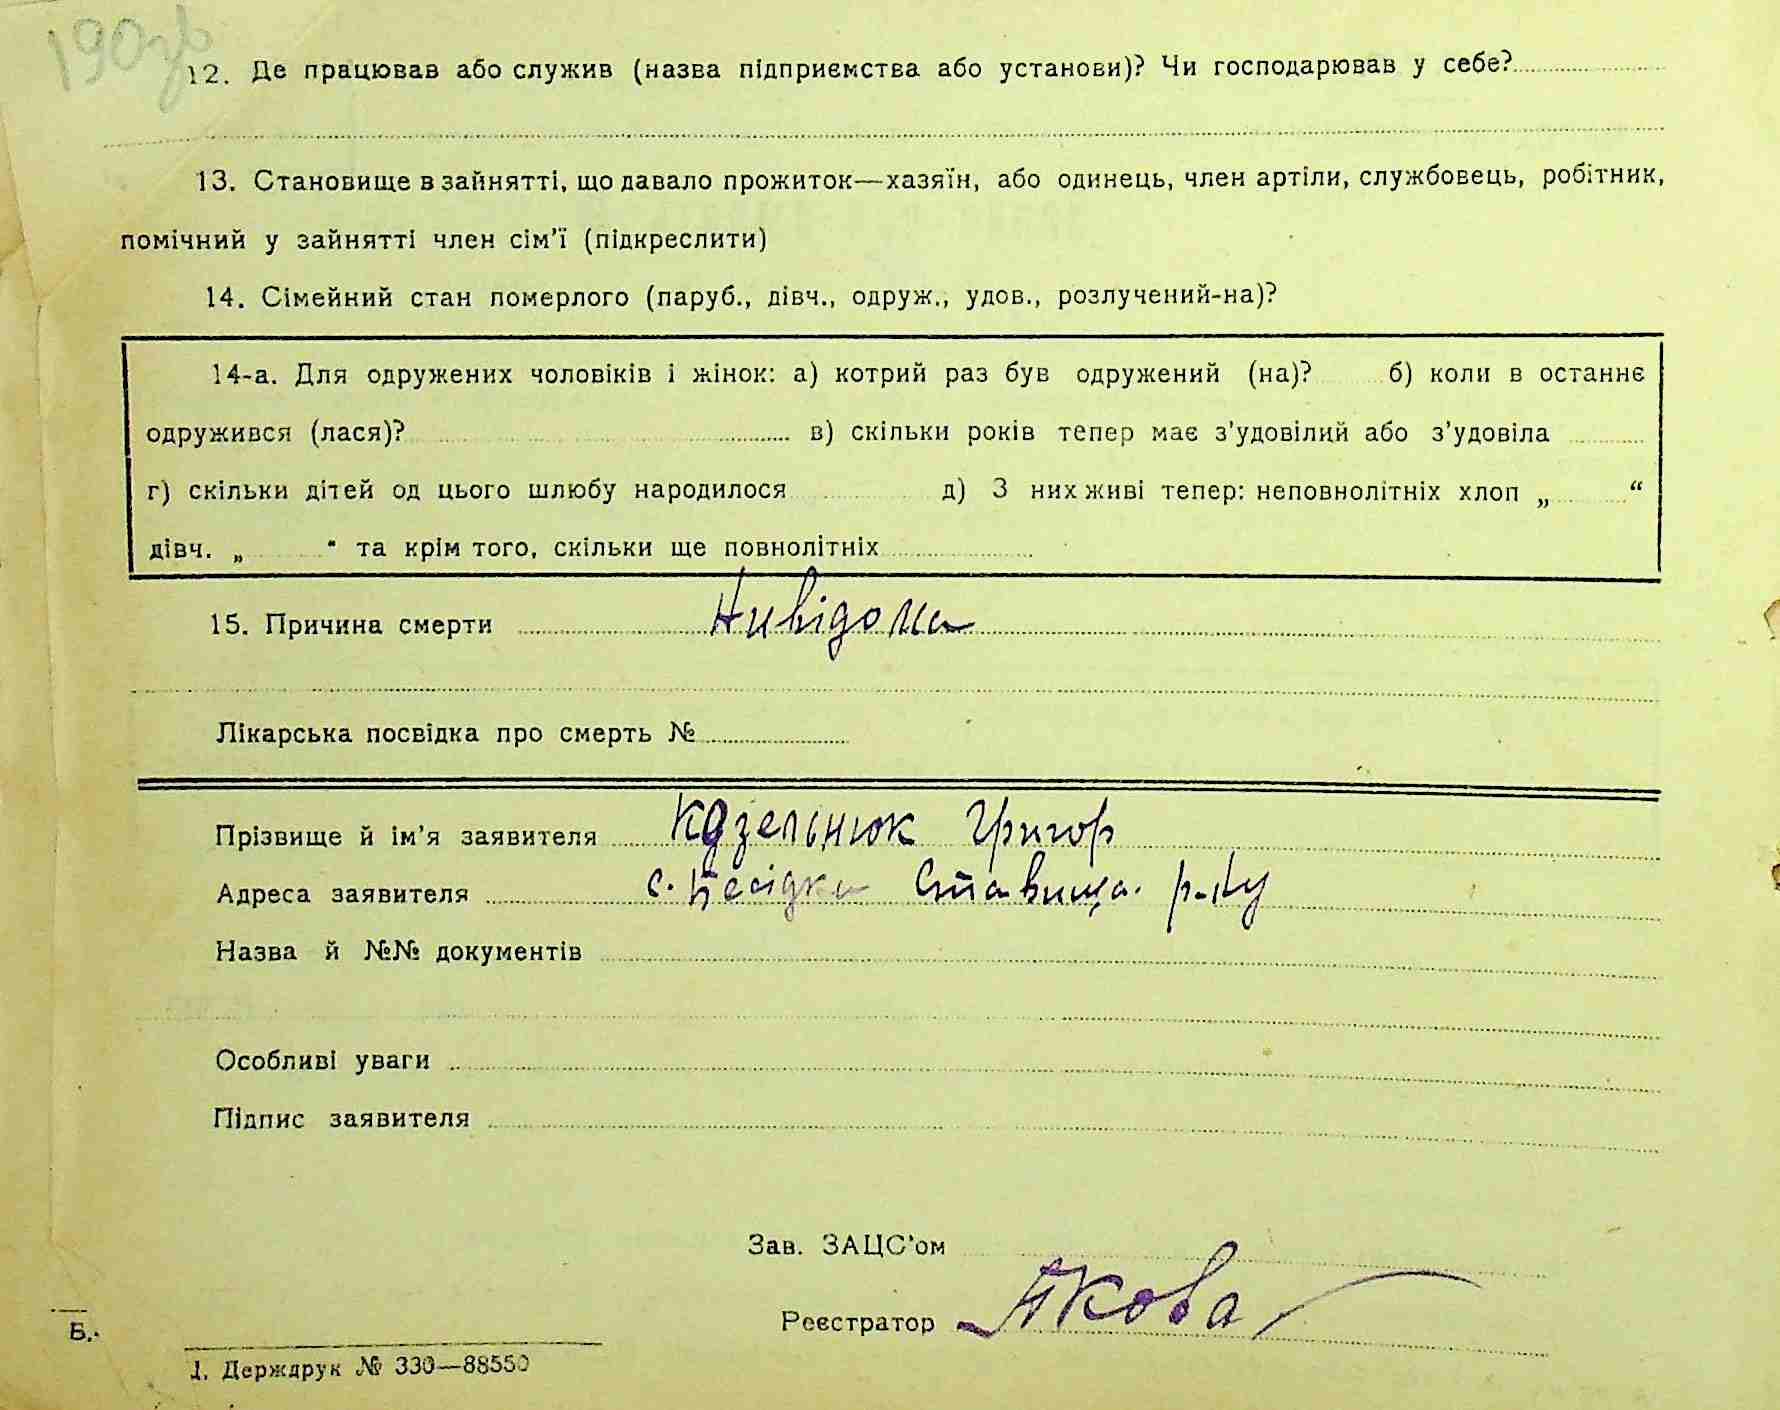 190зв
12. Де працював або служив (назва підприємства або установи)? Чи господарював у себе?
13. Становище в зайнятті, що давало прожиток—хазяїн, або одинець, член артіли, службовець, робітник,
помічний у зайнятті член сім'ї (підкреслити)
14. Сімейний стан померлого (паруб., дівч., одруж., удов., розлучений-на)?
14-а. Для одружених чоловіків і жінок: а) котрий раз був одружений (на)? б) коли в останнє
одружився (лася)? в) скільки років тепер має з'удовілий або з'удовіла
г) скільки дітей од цього шлюбу народилося д) З них живі тепер: неповнолітніх хлоп „ “
дівч. „ “ та крім того, скільки ще повнолітніх
15. Причина смерти Нивідома
Лікарська посвідка про смерть №
Прізвище й ім'я заявителя Козельнюк Григор
Адреса заявителя с. Бесідки Ставища. р-ну
Назва й №№ документів
Особливі уваги
Підпис заявителя
Зав. ЗАЦС'ом
Реєстратор
Б.
1. Держдрук № 330—88550